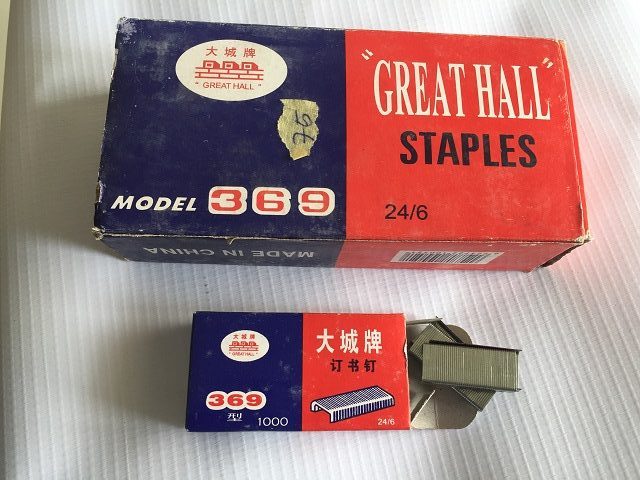 大城牌
"GREAT HALL"
"GREAT HALL"
STAPLES
MODEL 369
24/6
MADE IN CHINA
大城牌
"GREAT HALL"
369
型 1000
大城牌
订书钉
24/6